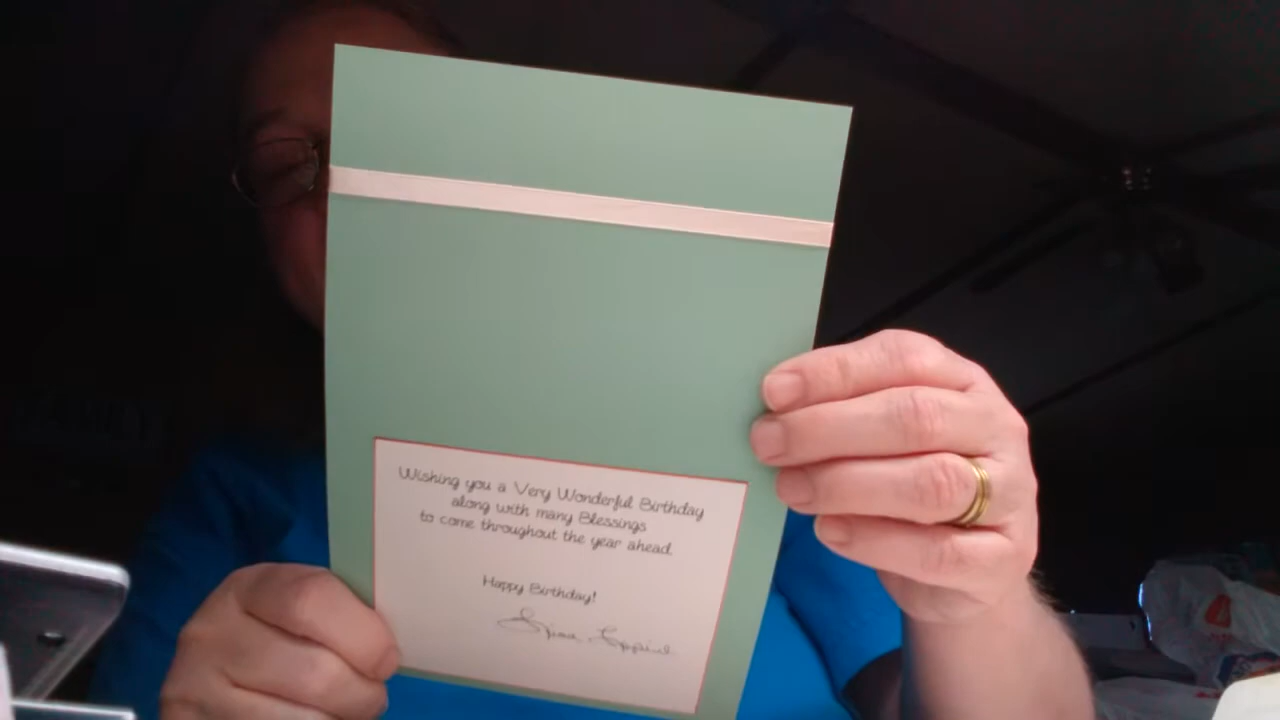 Wishing you a Very Wonderful Birthday
along with many Blessings
to come throughout the year ahead.
Happy Birthday!